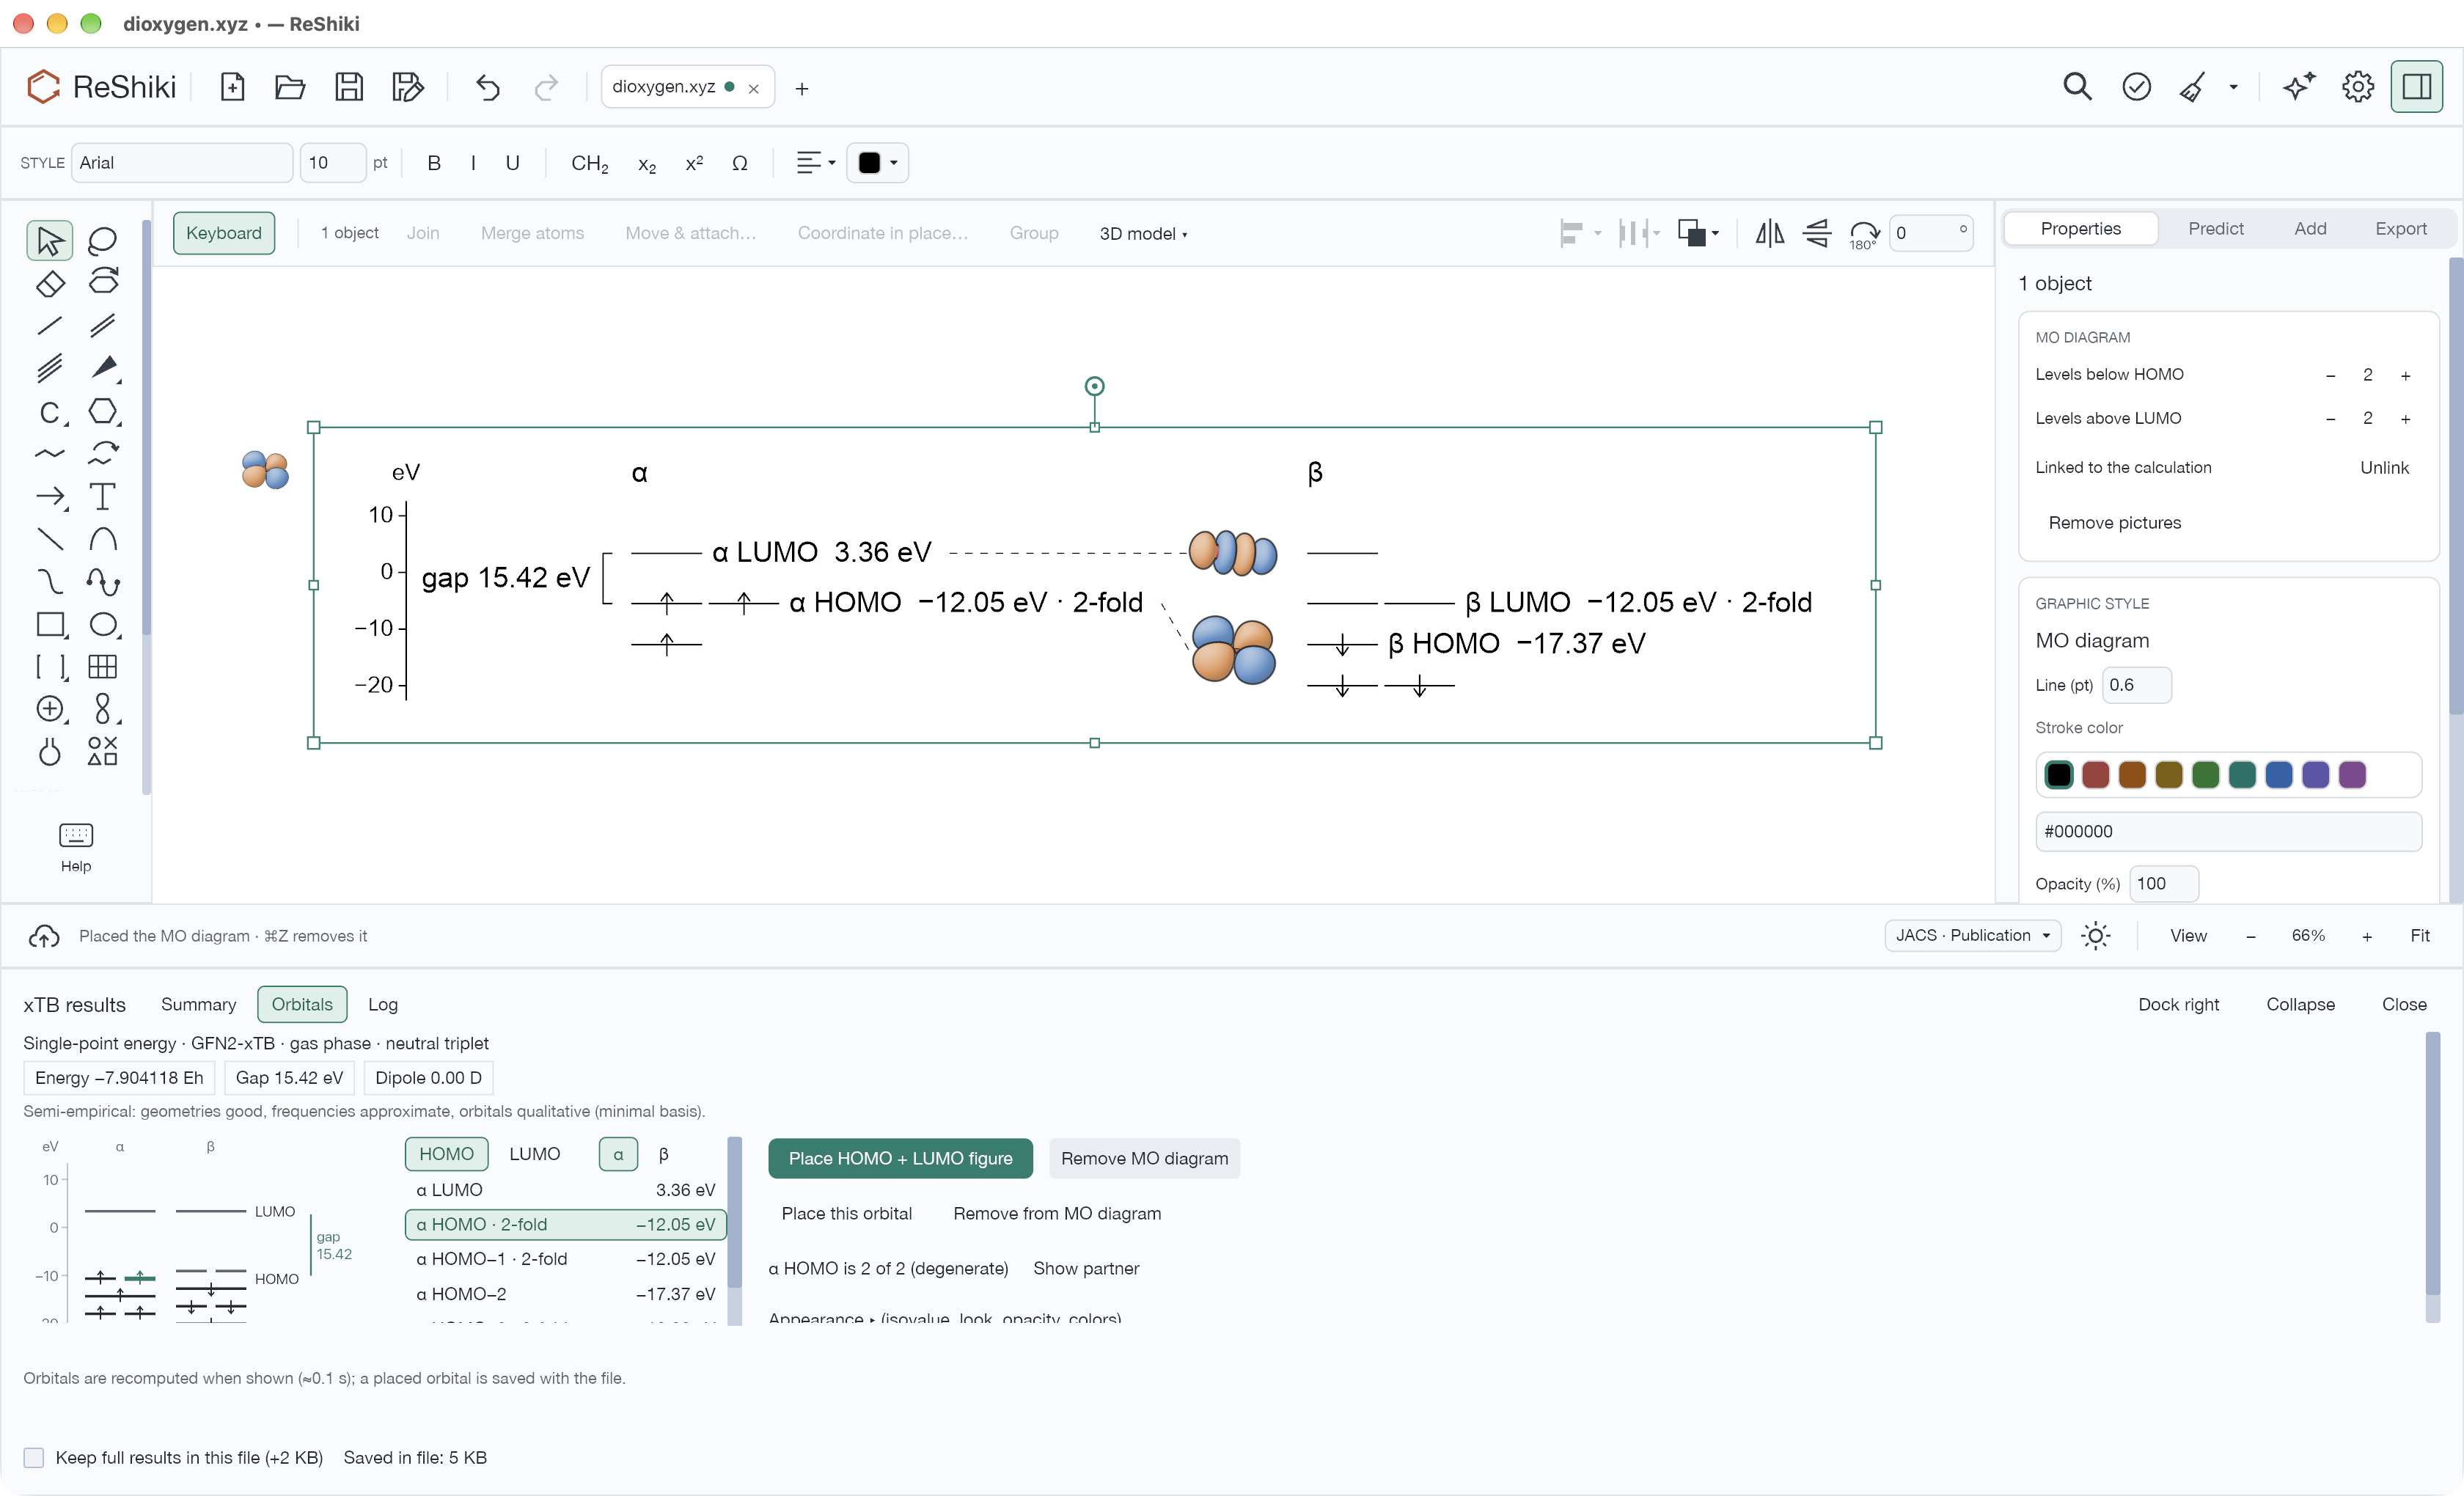 dioxygen.xyz • — ReShiki
ReShiki
dioxygen.xyz
STYLE Arial 10 pt B I U CH₂ x₂ x² Ω
Keyboard 1 object Join Merge atoms Move & attach... Coordinate in place... Group 3D model 180° 0 °
Properties Predict Add Export
1 object
MO DIAGRAM
Levels below HOMO − 2 +
Levels above LUMO − 2 +
Linked to the calculation Unlink
Remove pictures
GRAPHIC STYLE
MO diagram
Line (pt) 0.6
Stroke color
#000000
Opacity (%) 100
C
T
Help
eV α β
10
0
−10
−20
gap 15.42 eV
α LUMO 3.36 eV
α HOMO −12.05 eV · 2-fold
β LUMO −12.05 eV · 2-fold
β HOMO −17.37 eV
Placed the MO diagram · ⌘Z removes it
JACS · Publication View − 66% + Fit
xTB results Summary Orbitals Log Dock right Collapse Close
Single-point energy · GFN2-xTB · gas phase · neutral triplet
Energy −7.904118 Eh Gap 15.42 eV Dipole 0.00 D
Semi-empirical: geometries good, frequencies approximate, orbitals qualitative (minimal basis).
eV α β
10
0
−10
LUMO
gap
15.42
HOMO
HOMO LUMO α β
α LUMO 3.36 eV
α HOMO · 2-fold −12.05 eV
α HOMO−1 · 2-fold −12.05 eV
α HOMO−2 −17.37 eV
Place HOMO + LUMO figure Remove MO diagram
Place this orbital Remove from MO diagram
α HOMO is 2 of 2 (degenerate) Show partner
Appearance ▸ (isovalue, look, opacity, colors)
Orbitals are recomputed when shown (≈0.1 s); a placed orbital is saved with the file.
Keep full results in this file (+2 KB) Saved in file: 5 KB